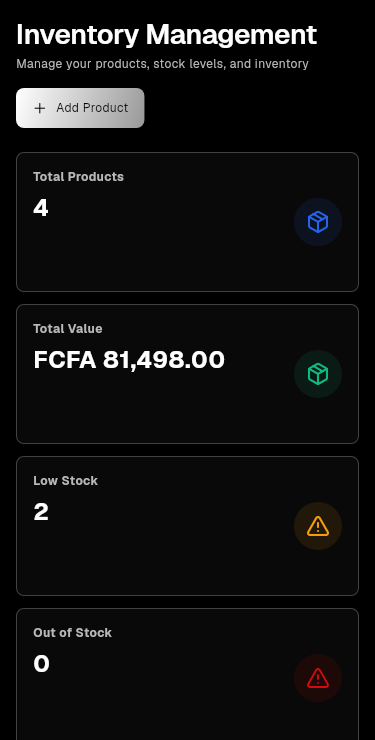 Inventory Management
Manage your products, stock levels, and inventory
Add Product
Total Products
4
Total Value
FCFA 81,498.00
Low Stock
2
Out of Stock
0